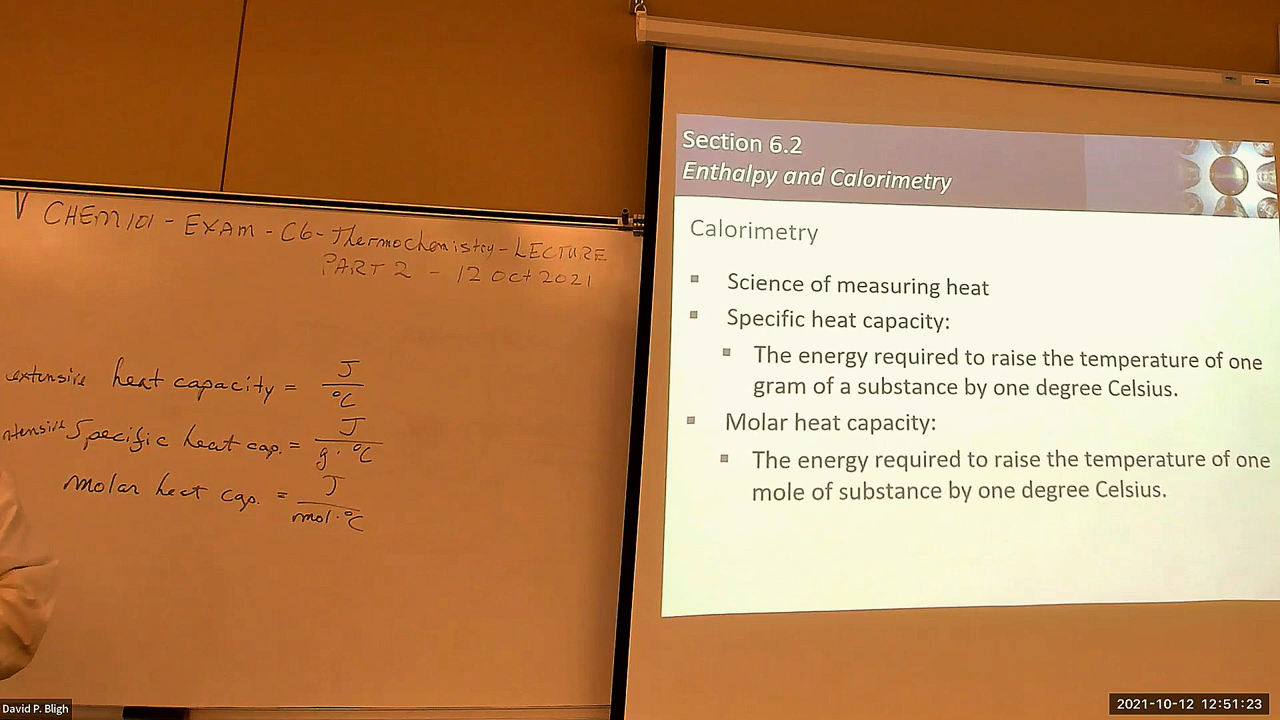 V CHEM 101 - EXAM - C6 - Thermochemistry - LECTURE
PART 2 - 12 Oct 2021
extensive heat capacity = J
°C
ntensive Specific heat cap. = J
g · °C
molar heat cap. = J
mol · °C
Section 6.2
Enthalpy and Calorimetry
Calorimetry
▪ Science of measuring heat
▪ Specific heat capacity:
▪ The energy required to raise the temperature of one
gram of a substance by one degree Celsius.
▪ Molar heat capacity:
▪ The energy required to raise the temperature of one
mole of substance by one degree Celsius.
David P. Bligh
2021-10-12 12:51:23